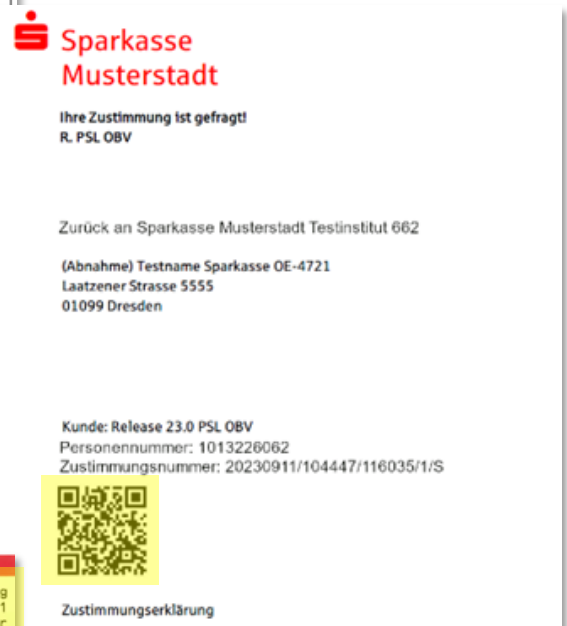 Sparkasse
Musterstadt
Ihre Zustimmung ist gefragt!
R. PSL OBV
Zurück an Sparkasse Musterstadt Testinstitut 662
(Abnahme) Testname Sparkasse OE-4721
Laatzener Strasse 5555
01099 Dresden
Kunde: Release 23.0 PSL OBV
Personennummer: 1013226062
Zustimmungsnummer: 20230911/104447/116035/1/S
Zustimmungserklärung